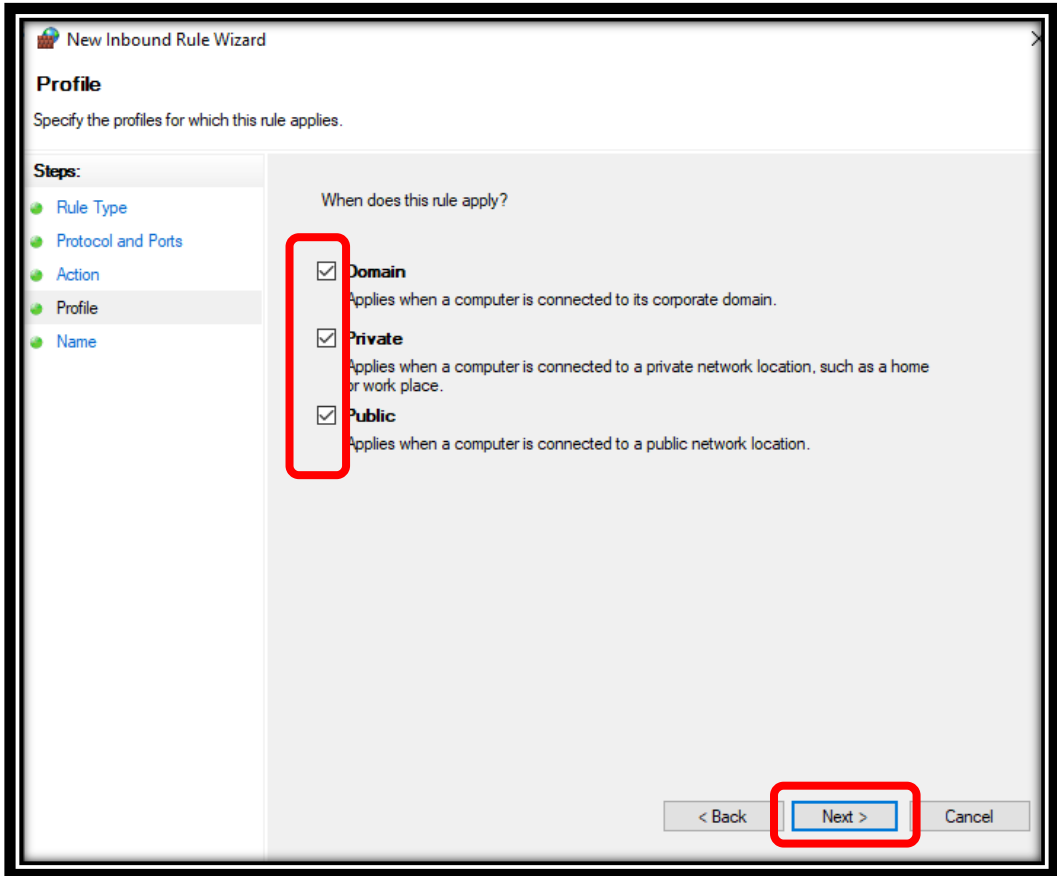 New Inbound Rule Wizard
Profile
Specify the profiles for which this rule applies.
Steps:
Rule Type
Protocol and Ports
Action
Profile
Name
When does this rule apply?
Domain
Applies when a computer is connected to its corporate domain.
Private
Applies when a computer is connected to a private network location, such as a home
or work place.
Public
Applies when a computer is connected to a public network location.
< Back
Next >
Cancel